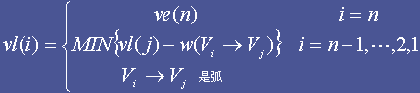 vl(i) = { ve(n) i = n
MIN{vl(j) − w(Vi → Vj)} i = n−1,⋯,2,1
Vi → Vj 是弧